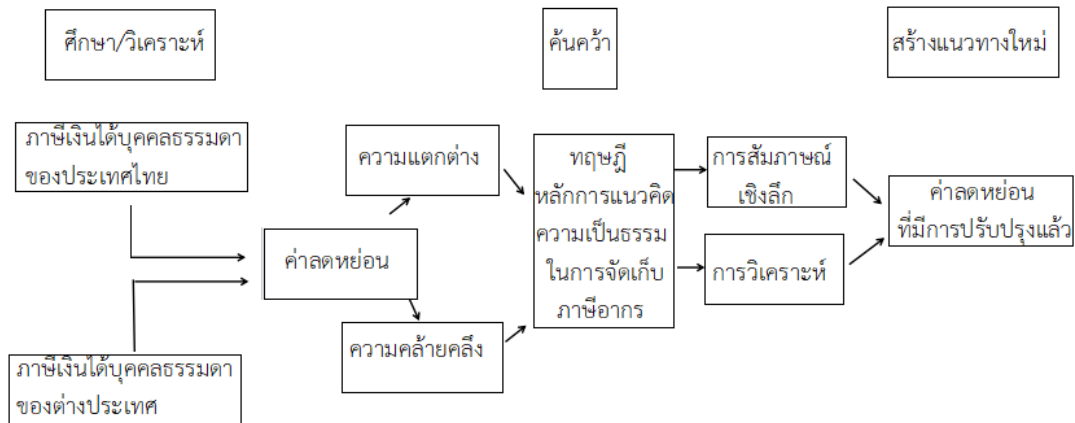 ศึกษา/วิเคราะห์
ค้นคว้า
สร้างแนวทางใหม่
ภาษีเงินได้บุคคลธรรมดา
ของประเทศไทย
ความแตกต่าง
ทฤษฎี
หลักการแนวคิด
ความเป็นธรรม
ในการจัดเก็บ
ภาษีอากร
การสัมภาษณ์
เชิงลึก
ค่าลดหย่อน
ที่มีการปรับปรุงแล้ว
ค่าลดหย่อน
การวิเคราะห์
ความคล้ายคลึง
ภาษีเงินได้บุคคลธรรมดา
ของต่างประเทศ